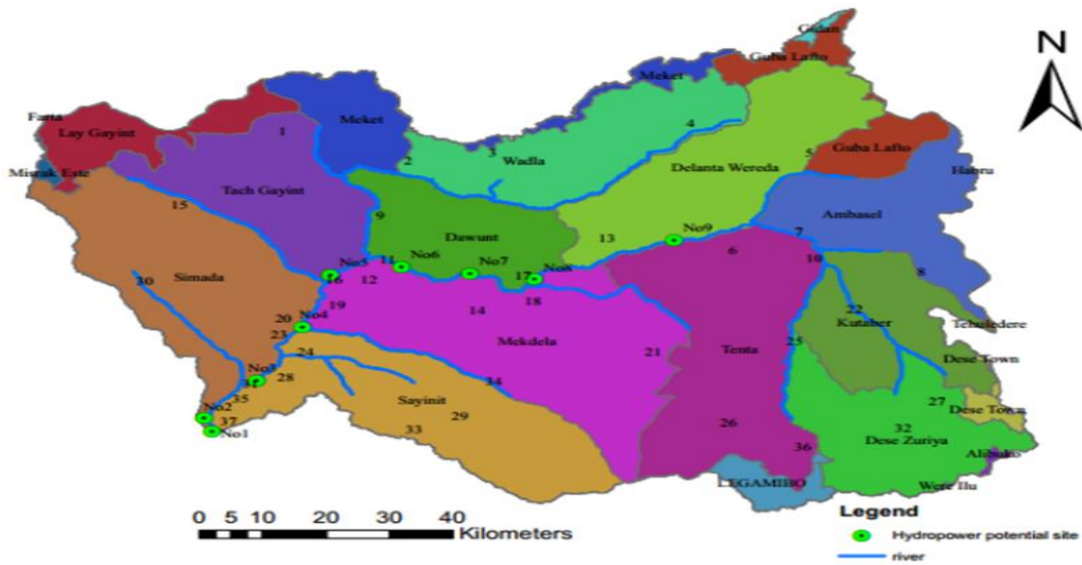 Gidan
Guba Lafto
N
Meket
Farta
Lay Gayint
1
Meket
4
3
2
Wadla
5
Guba Lafto
Habru
Misrak Este
Tach Gayint
Delanta Wereda
15
9
Ambasel
Dawunt
13
No9
6
7
10
8
Simada
30
No5
16
11
No6
12
No7
No8
17
18
19
14
22
Kutaber
Tehuledere
20
No4
23
24
Mekdela
21
Tenta
25
Dese Town
No3
31
28
34
35
Sayinit
29
27
Dese Town
No2
37
No1
33
26
32
Dese Zuriya
36
Alibuko
LEGAMIBO
Were Ilu
0 5 10 20 30 40
Kilometers
Legend
Hydropower potential site
river